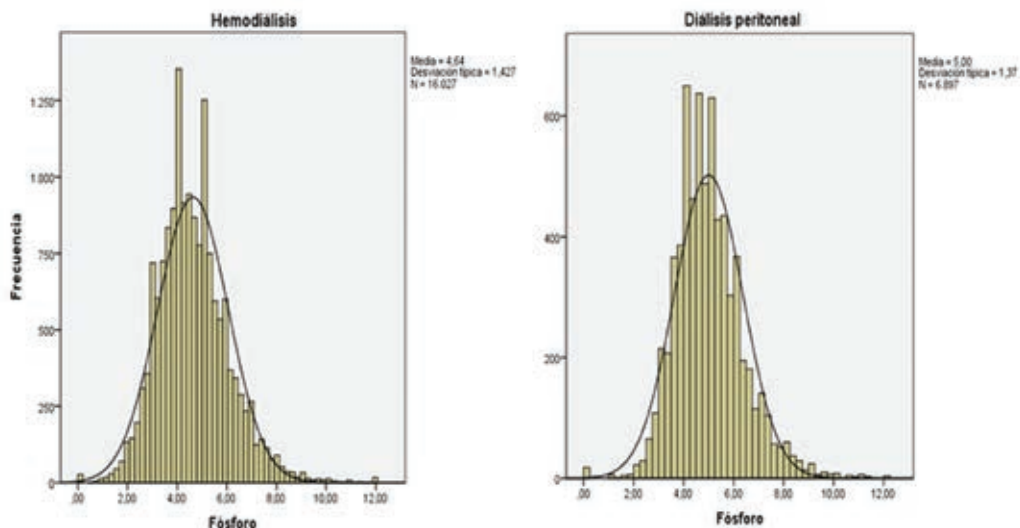 Hemodiálisis
Media = 4,64
Desviación típica = 1,427
N = 16.027
1.250
1.000
750
500
250
0
Frecuencia
,00 2,00 4,00 6,00 8,00 10,00 12,00
Fósforo
Diálisis peritoneal
Media = 5,00
Desviación típica = 1,37
N = 6.897
600
400
200
0
,00 2,00 4,00 6,00 8,00 10,00 12,00
Fósforo